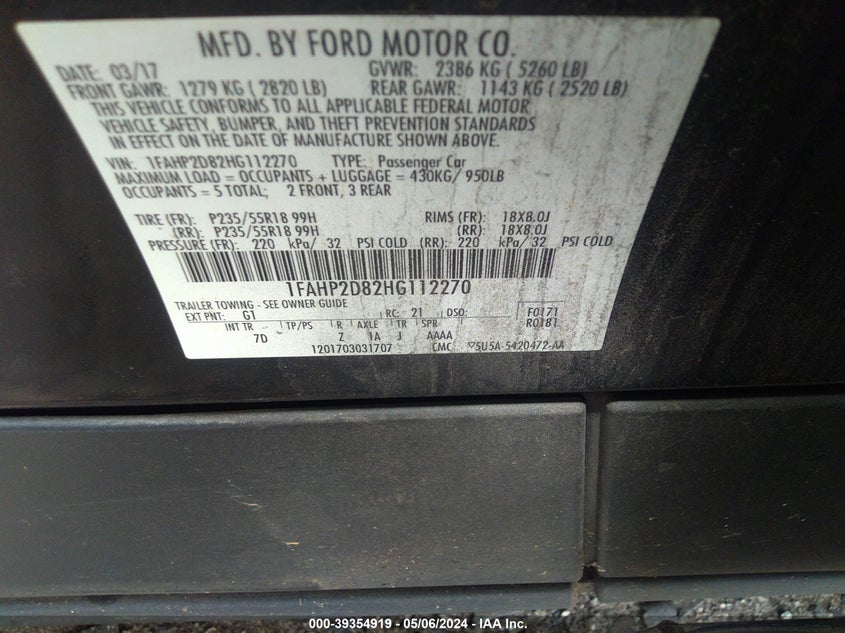 MFD. BY FORD MOTOR CO.
DATE: 03/17 GVWR: 2386 KG ( 5260 LB)
FRONT GAWR: 1279 KG ( 2820 LB) REAR GAWR: 1143 KG ( 2520 LB)
THIS VEHICLE CONFORMS TO ALL APPLICABLE FEDERAL MOTOR
VEHICLE SAFETY, BUMPER, AND THEFT PREVENTION STANDARDS
IN EFFECT ON THE DATE OF MANUFACTURE SHOWN ABOVE.
VIN: 1FAHP2D82HG112270 TYPE: Passenger Car
MAXIMUM LOAD = OCCUPANTS + LUGGAGE = 430KG/ 950LB
OCCUPANTS = 5 TOTAL; 2 FRONT, 3 REAR
TIRE (FR): P235/55R18 99H RIMS (FR): 18X8.0J
(RR): P235/55R18 99H (RR): 18X8.0J
PRESSURE (FR): 220 kPa/ 32 PSI COLD (RR): 220 kPa/ 32 PSI COLD
1FAHP2D82HG112270
TRAILER TOWING - SEE OWNER GUIDE
EXT PNT: G1 RC: 21 DSO: F0171
INT TR TP/PS R AXLE TR SPR R0181
7D Z 1A J AAAA
1201703031707 CMC ▽5U5A-5420472-AA
000-39354919 - 05/06/2024 - IAA Inc.